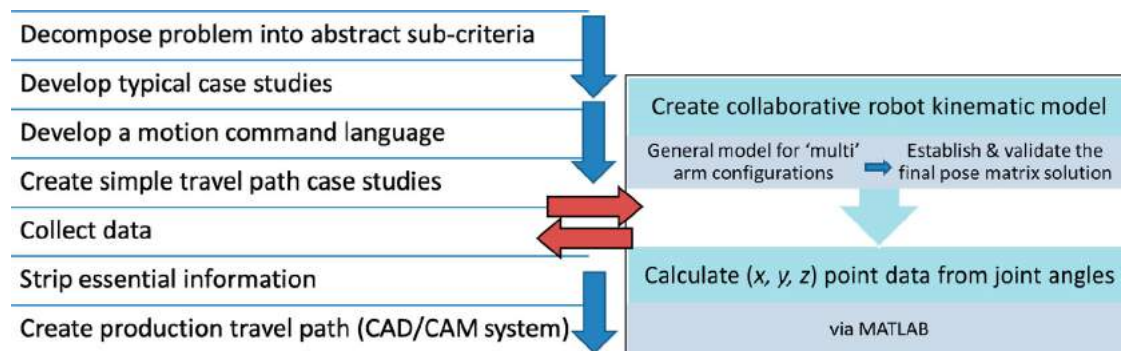 Decompose problem into abstract sub-criteria
Develop typical case studies
Develop a motion command language
Create simple travel path case studies
Collect data
Strip essential information
Create production travel path (CAD/CAM system)
Create collaborative robot kinematic model
General model for ‘multi’
arm configurations
Establish & validate the
final pose matrix solution
Calculate (x, y, z) point data from joint angles
via MATLAB